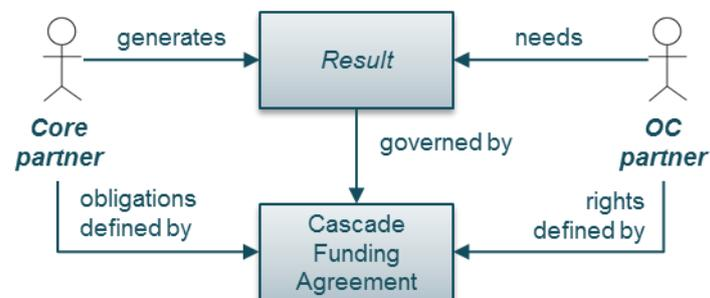 generates
Result
needs
Core
partner
OC
partner
governed by
obligations
defined by
Cascade
Funding
Agreement
rights
defined by